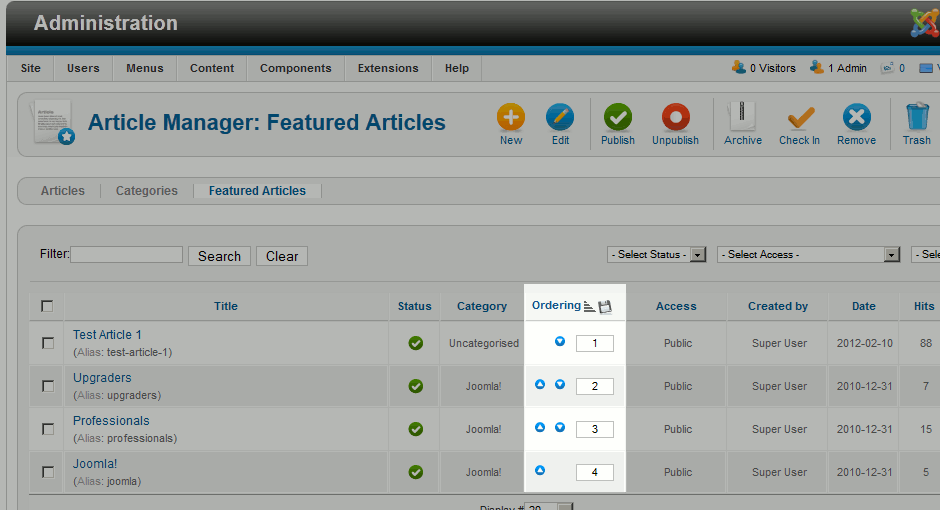 Administration
Site Users Menus Content Components Extensions Help 0 Visitors 1 Admin 0
Article Manager: Featured Articles
New Edit Publish Unpublish Archive Check In Remove Trash
Articles Categories Featured Articles
Filter: Search Clear - Select Status - - Select Access -
Title Status Category Ordering Access Created by Date Hits
Test Article 1
(Alias: test-article-1) Uncategorised 1 Public Super User 2012-02-10 88
Upgraders
(Alias: upgraders) Joomla! 2 Public Super User 2010-12-31 7
Professionals
(Alias: professionals) Joomla! 3 Public Super User 2010-12-31 15
Joomla!
(Alias: joomla) Joomla! 4 Public Super User 2010-12-31 5
Display # 20